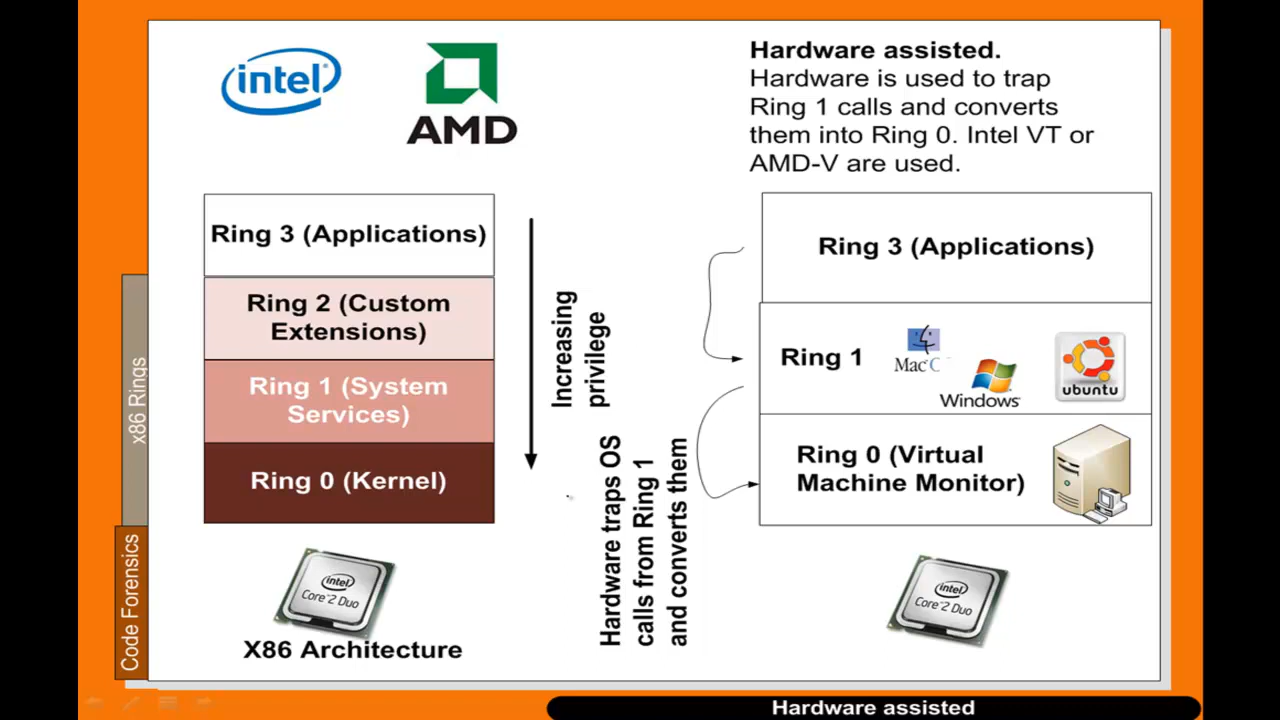 intel
AMD
Hardware assisted.
Hardware is used to trap
Ring 1 calls and converts
them into Ring 0. Intel VT or
AMD-V are used.
Ring 3 (Applications)
Ring 2 (Custom
Extensions)
Ring 1 (System
Services)
Ring 0 (Kernel)
Increasing
privilege
Hardware traps OS
calls from Ring 1
and converts them
Ring 3 (Applications)
Ring 1
Mac
Windows
ubuntu
Ring 0 (Virtual
Machine Monitor)
intel
Core 2 Duo
X86 Architecture
intel
Core 2 Duo
x86 Rings
Code Forensics
Hardware assisted